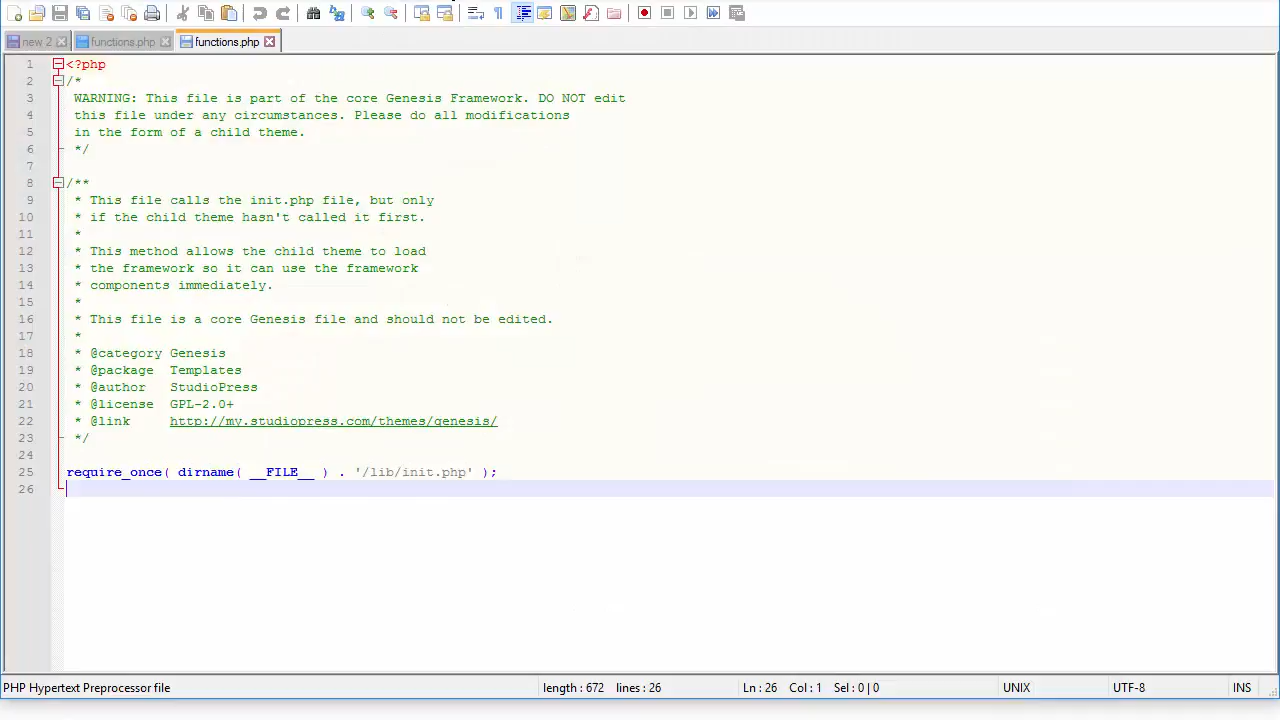 new 2
functions.php
functions.php
1 <?php
2 /*
3 WARNING: This file is part of the core Genesis Framework. DO NOT edit
4 this file under any circumstances. Please do all modifications
5 in the form of a child theme.
6 */
7
8 /**
9 * This file calls the init.php file, but only
10 * if the child theme hasn't called it first.
11 *
12 * This method allows the child theme to load
13 * the framework so it can use the framework
14 * components immediately.
15 *
16 * This file is a core Genesis file and should not be edited.
17 *
18 * @category Genesis
19 * @package  Templates
20 * @author   StudioPress
21 * @license  GPL-2.0+
22 * @link     http://my.studiopress.com/themes/genesis/
23 */
24
25 require_once( dirname( __FILE__ ) . '/lib/init.php' );
26
PHP Hypertext Preprocessor file
length : 672 lines : 26
Ln : 26 Col : 1 Sel : 0 | 0
UNIX
UTF-8
INS